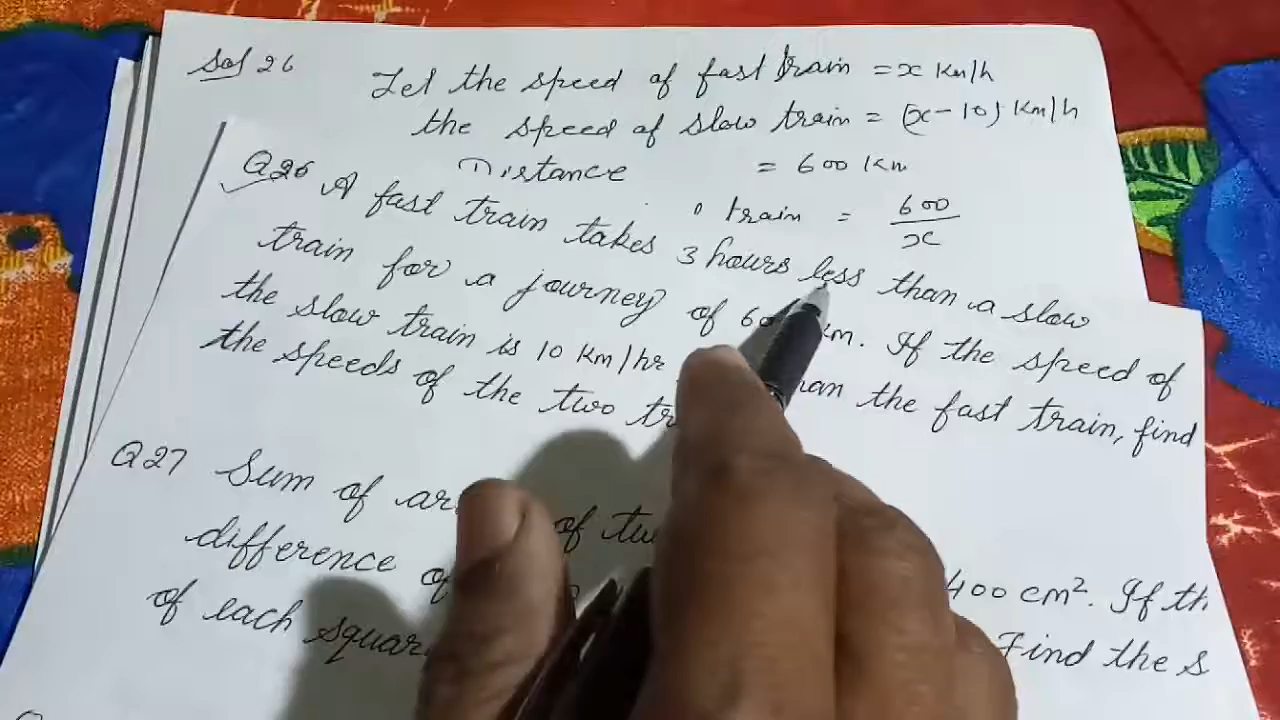 Sol 26
Let the speed of fast train = x Km/h
the speed of slow train = (x-10) Km/h
Distance = 600 Km
train = 600/x
Q26 A fast train takes 3 hours less than a slow
train for a journey of 600 km. If the speed of
the slow train is 10 km/hr than the fast train, find
the speeds of the two
Q27 Sum of of
difference 400 cm². If
of each Find the